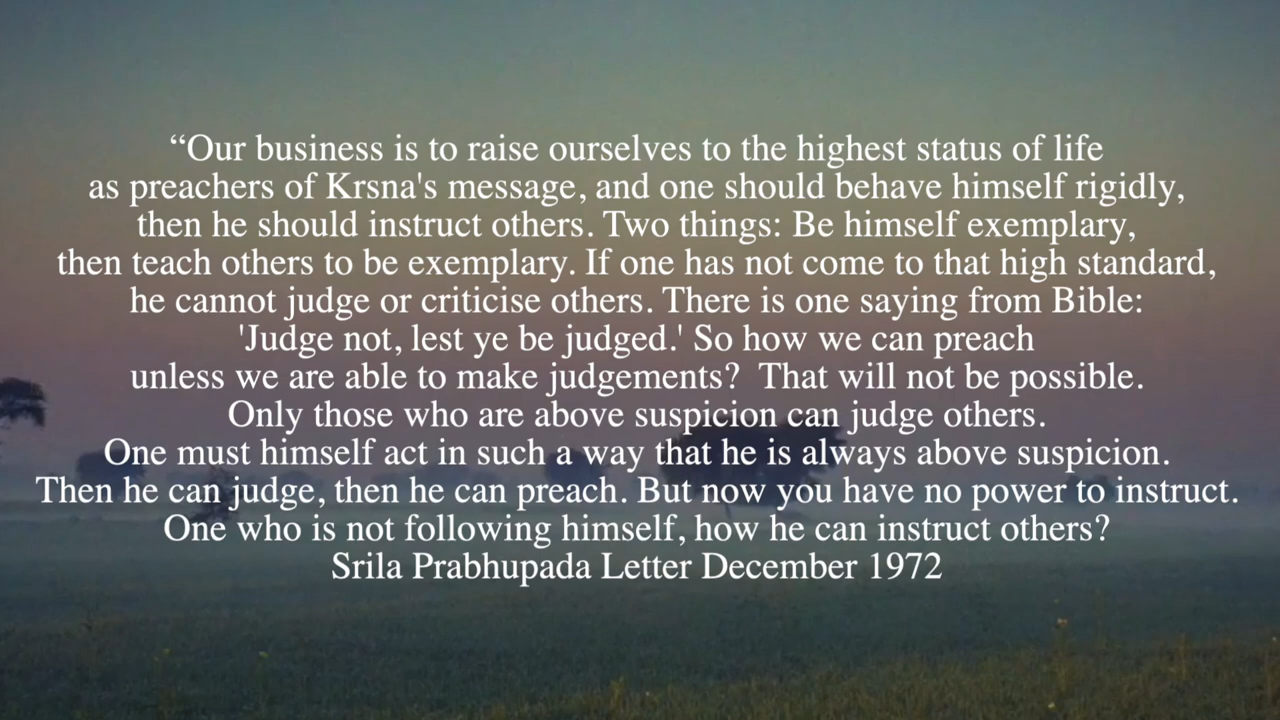 “Our business is to raise ourselves to the highest status of life
as preachers of Krsna's message, and one should behave himself rigidly,
then he should instruct others. Two things: Be himself exemplary,
then teach others to be exemplary. If one has not come to that high standard,
he cannot judge or criticise others. There is one saying from Bible:
'Judge not, lest ye be judged.' So how we can preach
unless we are able to make judgements?  That will not be possible.
Only those who are above suspicion can judge others.
One must himself act in such a way that he is always above suspicion.
Then he can judge, then he can preach. But now you have no power to instruct.
One who is not following himself, how he can instruct others?
Srila Prabhupada Letter December 1972